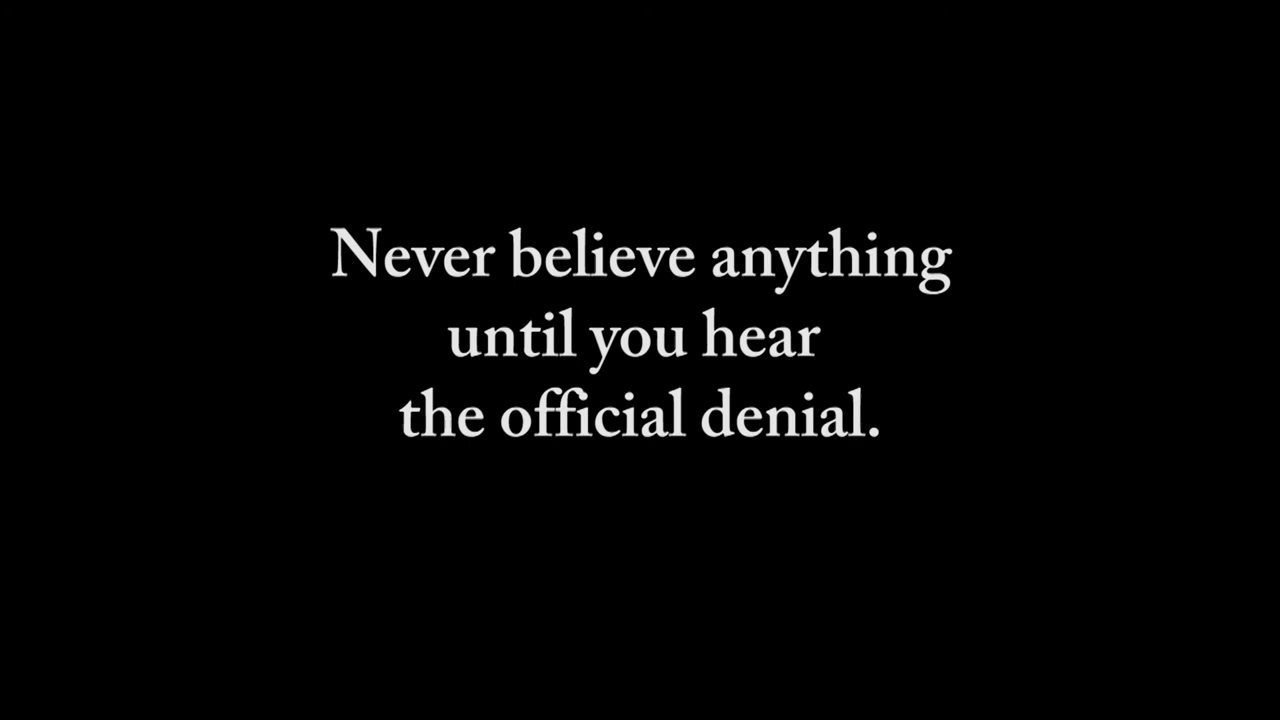 Never believe anything
until you hear
the official denial.